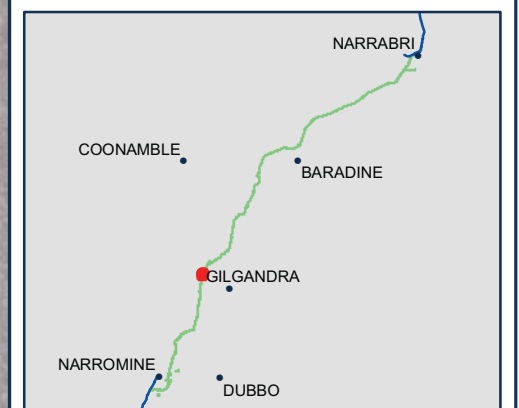 NARRABRI
COONAMBLE
BARADINE
GILGANDRA
NARROMINE
DUBBO